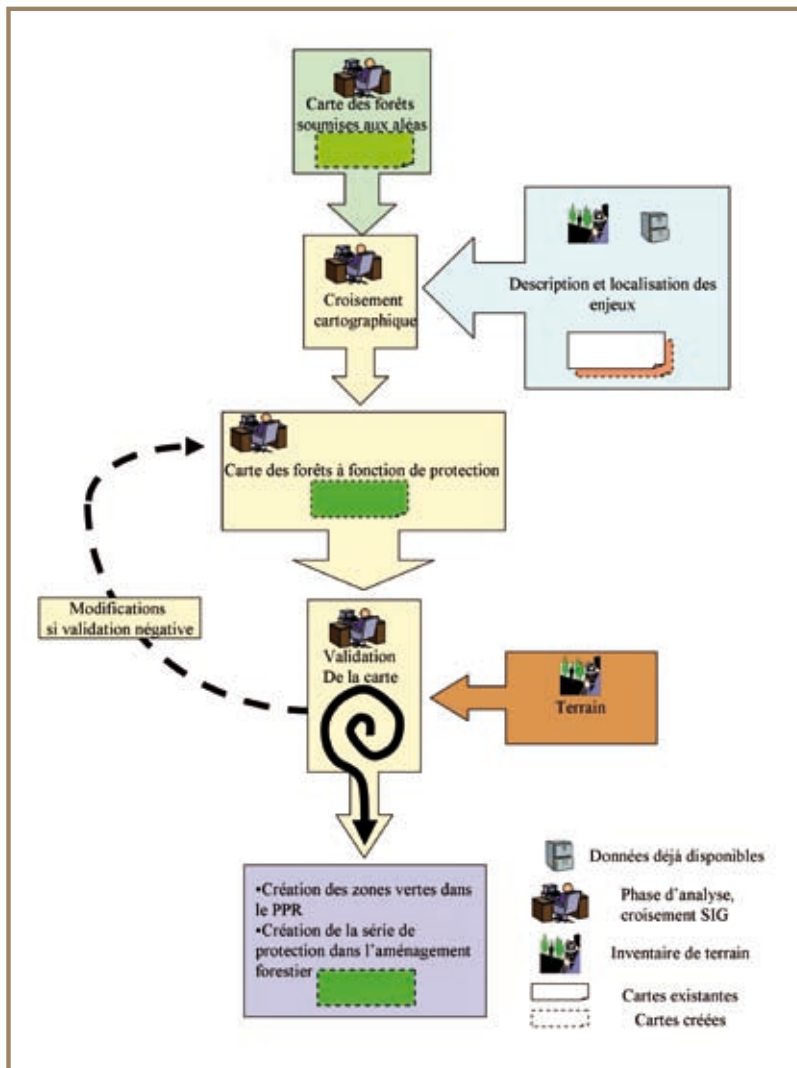 Carte des forêts
soumises aux aléas
Croisement
cartographique
Description et localisation des
enjeux
Carte des forêts à fonction de protection
Modifications
si validation négative
Validation
De la carte
Terrain
•Création des zones vertes dans
le PPR
•Création de la série de
protection dans l'aménagement
forestier
Données déjà disponibles
Phase d'analyse,
croisement SIG
Inventaire de terrain
Cartes existantes
Cartes créées